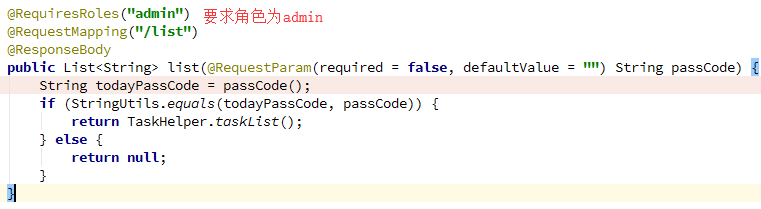 @RequiresRoles("admin") 要求角色为admin
@RequestMapping("/list")
@ResponseBody
public List<String> list(@RequestParam(required = false, defaultValue = "") String passCode) {
    String todayPassCode = passCode();
    if (StringUtils.equals(todayPassCode, passCode)) {
        return TaskHelper.taskList();
    } else {
        return null;
    }
}